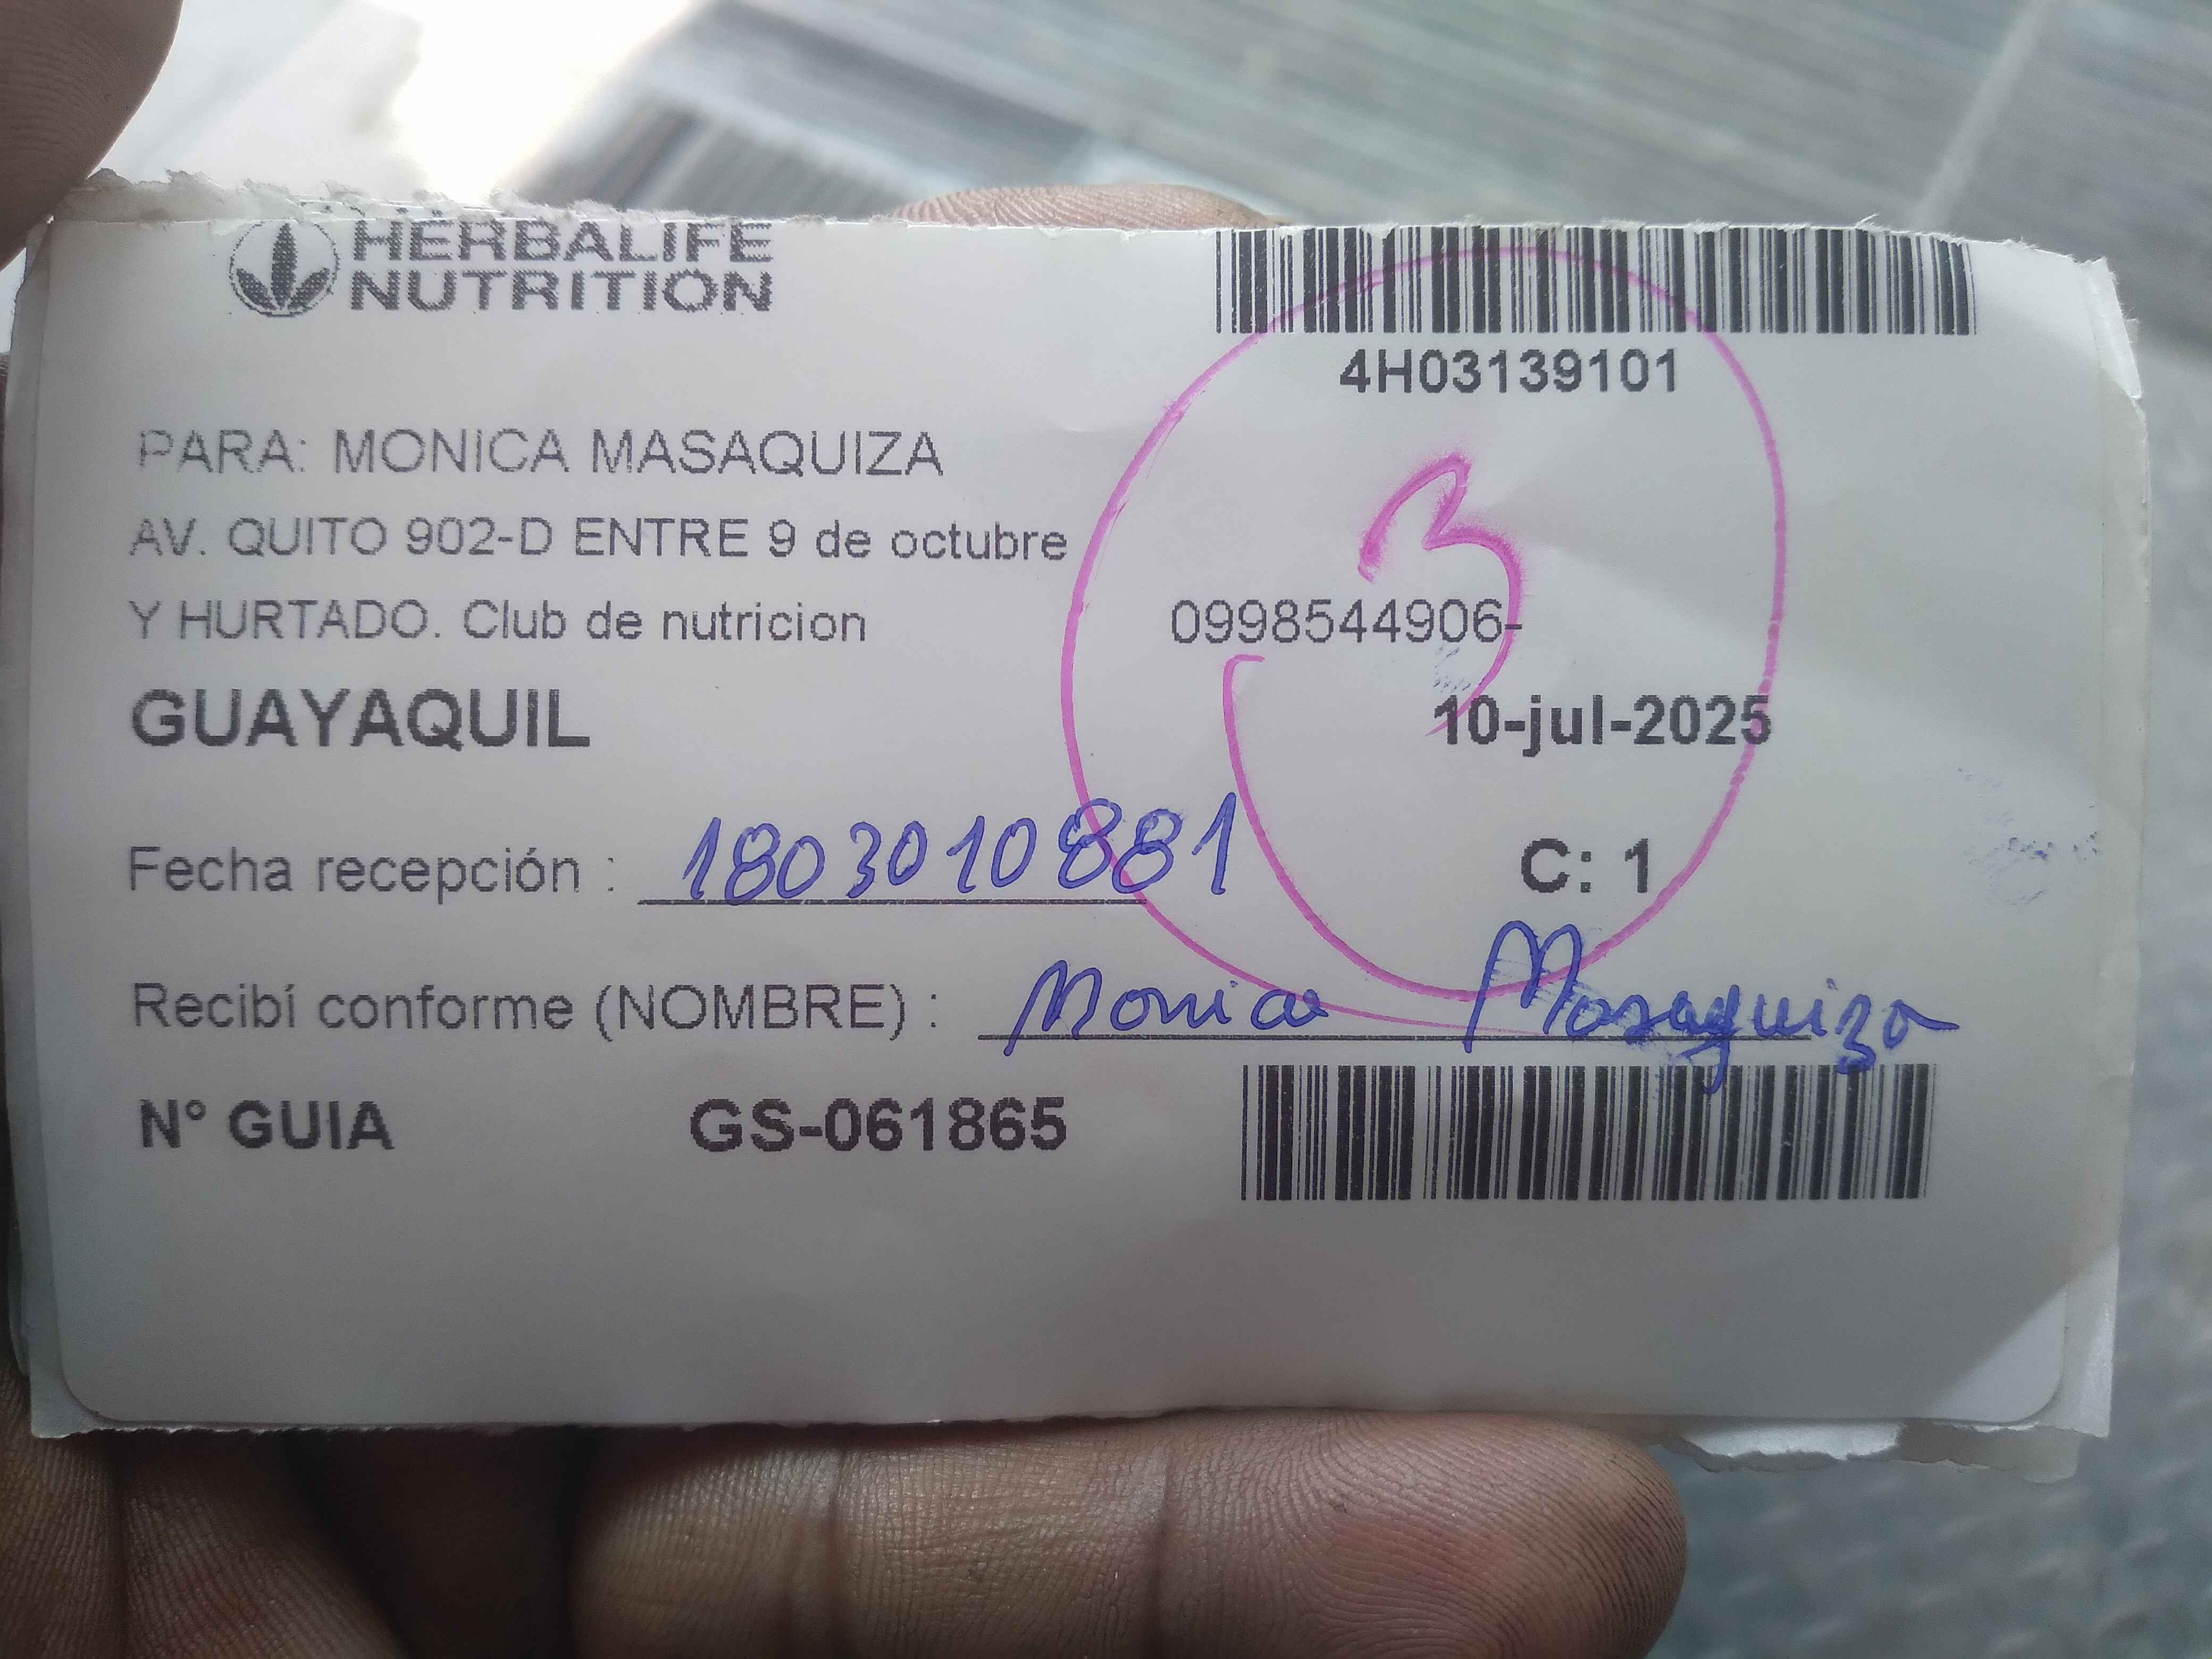 HERBALIFE
NUTRITION
4H03139101
PARA: MONICA MASAQUIZA
AV. QUITO 902-D ENTRE 9 de octubre
3
Y HURTADO. Club de nutricion 0998544906-
GUAYAQUIL 10-jul-2025
Fecha recepción : 1803010881 C: 1
Recibí conforme (NOMBRE) : Monica Masaquiza
N° GUIA GS-061865